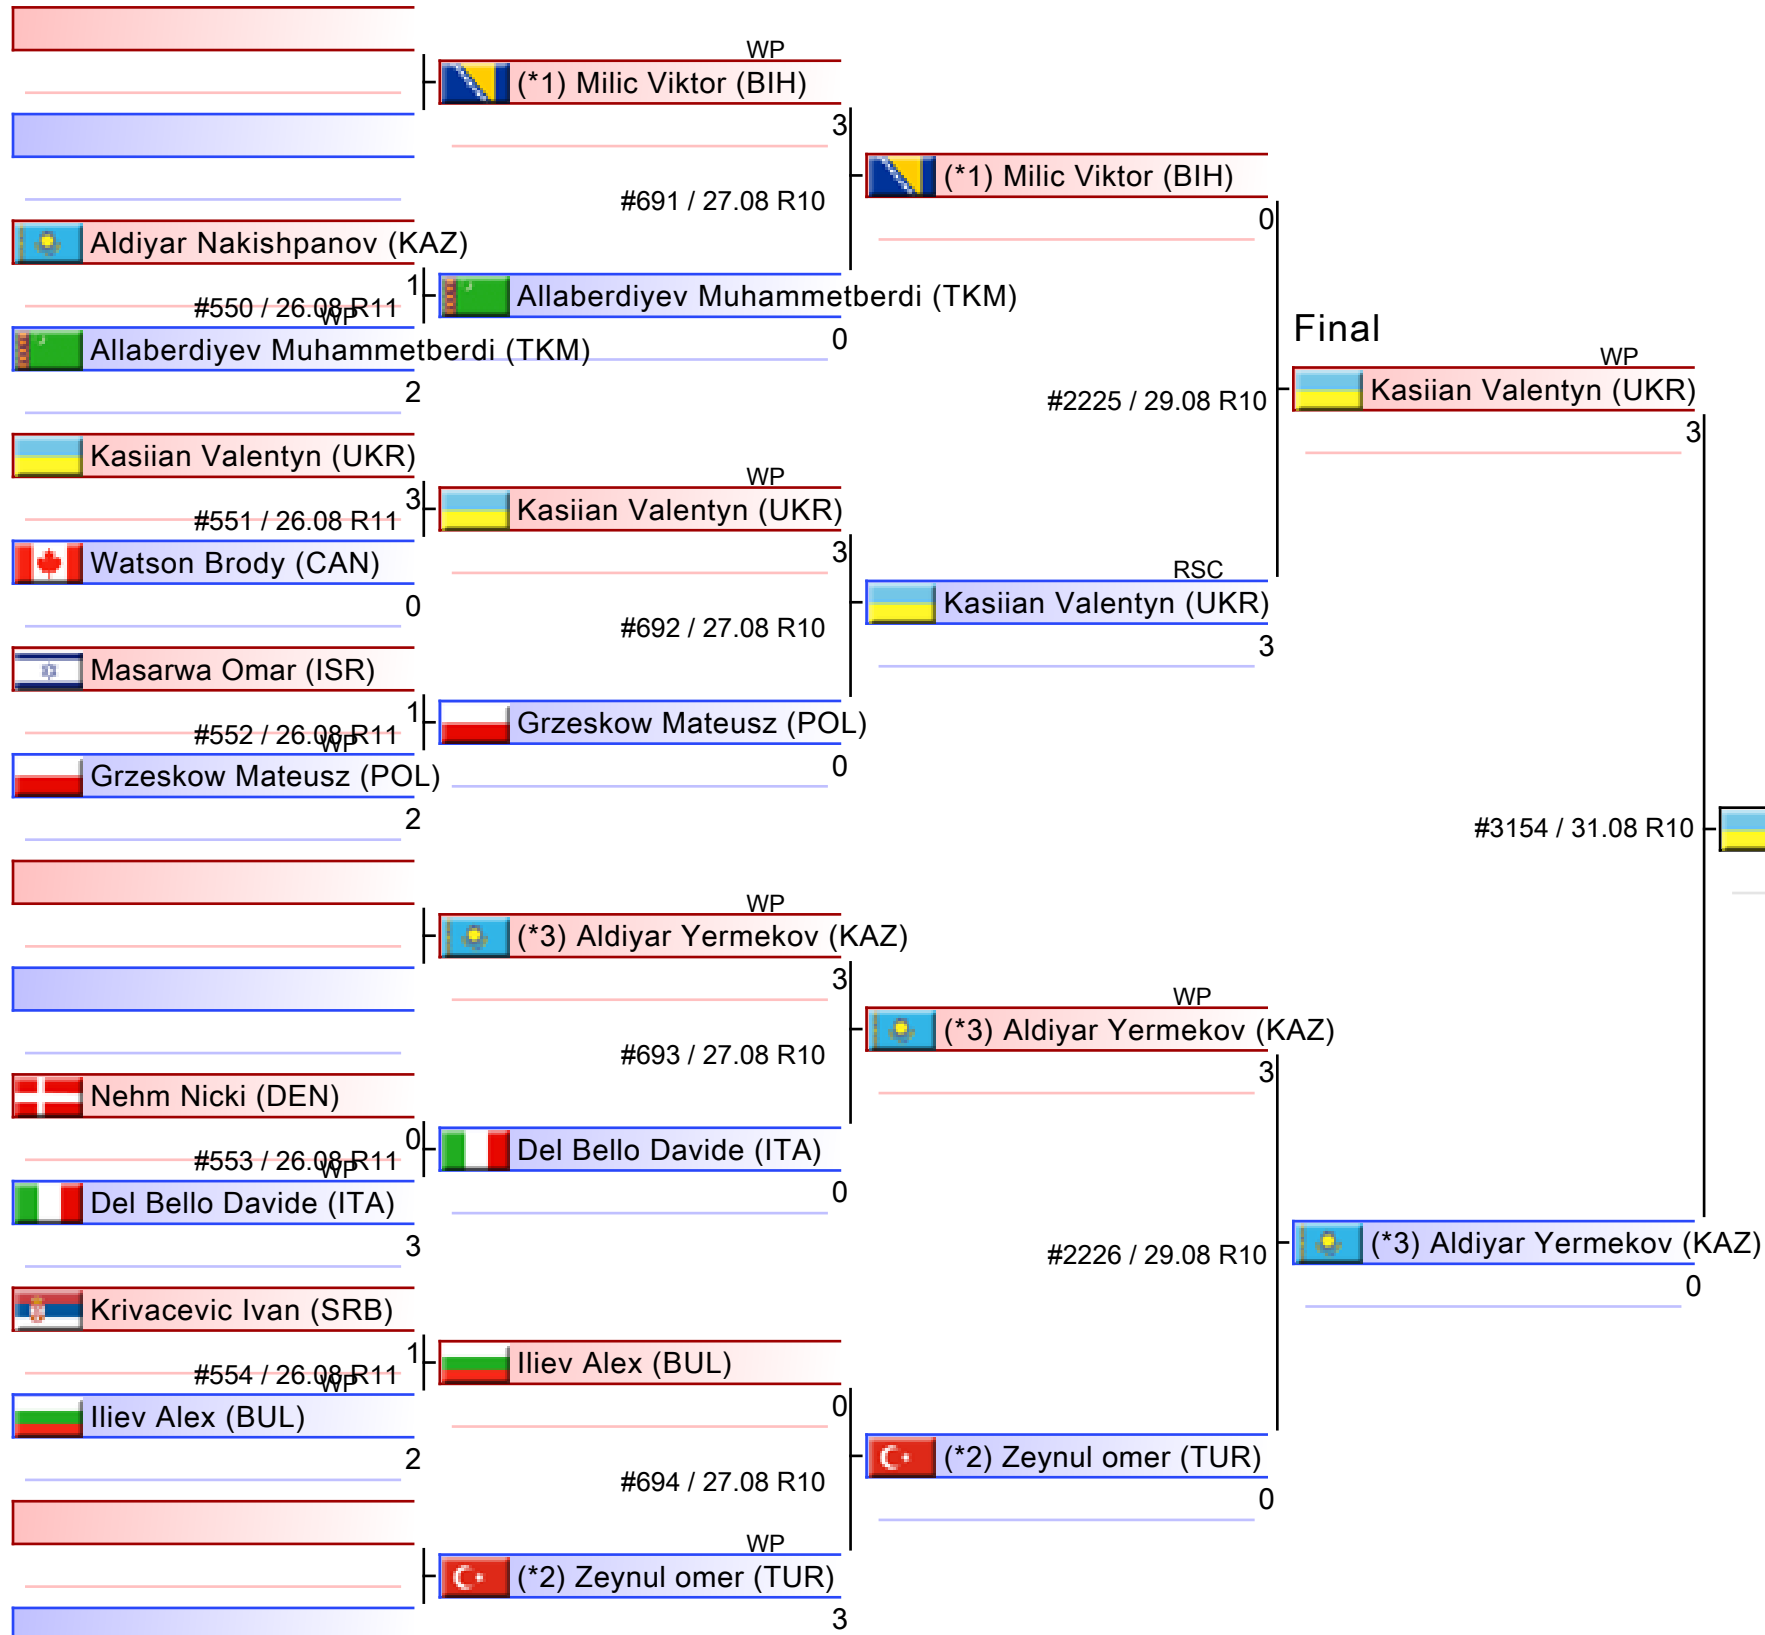 WP
(*1) Milic Viktor (BIH)
3
(*1) Milic Viktor (BIH)
#691 / 27.08 R10
0
Aldiyar Nakishpanov (KAZ)
1
#550 / 26.08 R11
WP
Allaberdiyev Muhammetberdi (TKM)
0
Allaberdiyev Muhammetberdi (TKM)
2
Final
WP
Kasiian Valentyn (UKR)
#2225 / 29.08 R10
3
Kasiian Valentyn (UKR)
3
#551 / 26.08 R11
WP
Kasiian Valentyn (UKR)
3
Watson Brody (CAN)
0
RSC
Kasiian Valentyn (UKR)
#692 / 27.08 R10
3
Masarwa Omar (ISR)
1
#552 / 26.08 R11
WP
Grzeskow Mateusz (POL)
0
Grzeskow Mateusz (POL)
2
#3154 / 31.08 R10
WP
(*3) Aldiyar Yermekov (KAZ)
3
WP
(*3) Aldiyar Yermekov (KAZ)
#693 / 27.08 R10
3
Nehm Nicki (DEN)
0
#553 / 26.08 R11
WP
Del Bello Davide (ITA)
0
Del Bello Davide (ITA)
3
#2226 / 29.08 R10
(*3) Aldiyar Yermekov (KAZ)
0
Krivacevic Ivan (SRB)
1
#554 / 26.08 R11
WP
Iliev Alex (BUL)
0
Iliev Alex (BUL)
2
(*2) Zeynul omer (TUR)
#694 / 27.08 R10
0
WP
(*2) Zeynul omer (TUR)
3